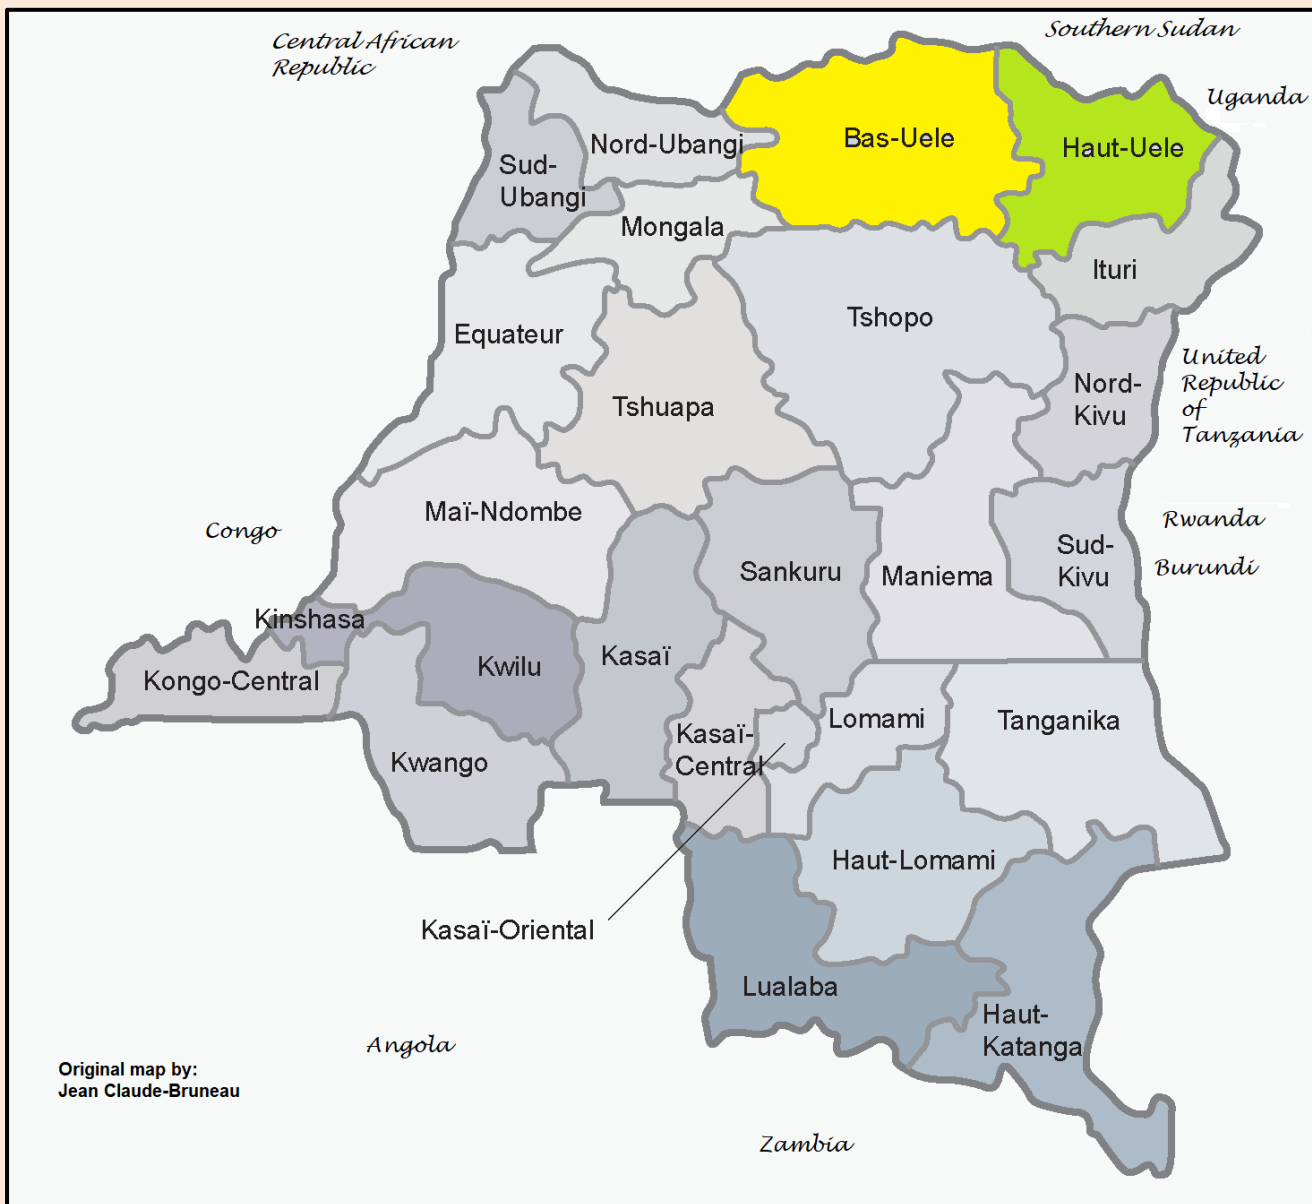 Central African
Republic
Southern Sudan
Uganda
Bas-Uele
Haut-Uele
Nord-Ubangi
Sud-
Ubangi
Mongala
Ituri
Tshopo
Equateur
United
Republic
of
Tanzania
Nord-
Kivu
Tshuapa
Maï-Ndombe
Congo
Rwanda
Sud-
Kivu
Burundi
Sankuru
Maniema
Kinshasa
Kasaï
Kwilu
Kongo-Central
Lomami
Tanganika
Kasaï-
Central
Kwango
Haut-Lomami
Kasaï-Oriental
Lualaba
Haut-
Katanga
Angola
Original map by:
Jean Claude-Bruneau
Zambia